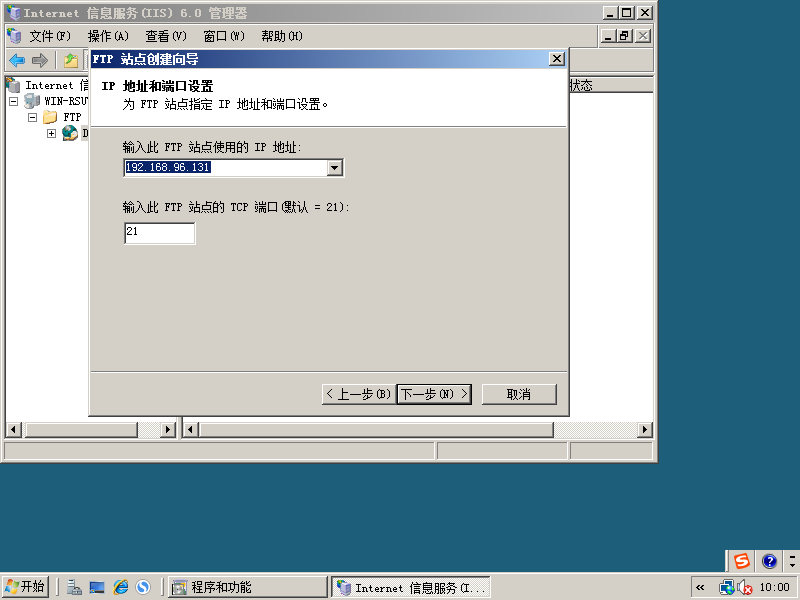 Internet 信息服务(IIS) 6.0 管理器
文件(F) 操作(A) 查看(V) 窗口(W) 帮助(H)
FTP 站点创建向导
IP 地址和端口设置
为 FTP 站点指定 IP 地址和端口设置。
Internet 信
状态
WIN-RSU
FTP
D
输入此 FTP 站点使用的 IP 地址:
192.168.96.131
输入此 FTP 站点的 TCP 端口(默认 = 21):
21
< 上一步(B) 下一步(N) > 取消
开始 程序和功能 Internet 信息服务(I... « 10:00